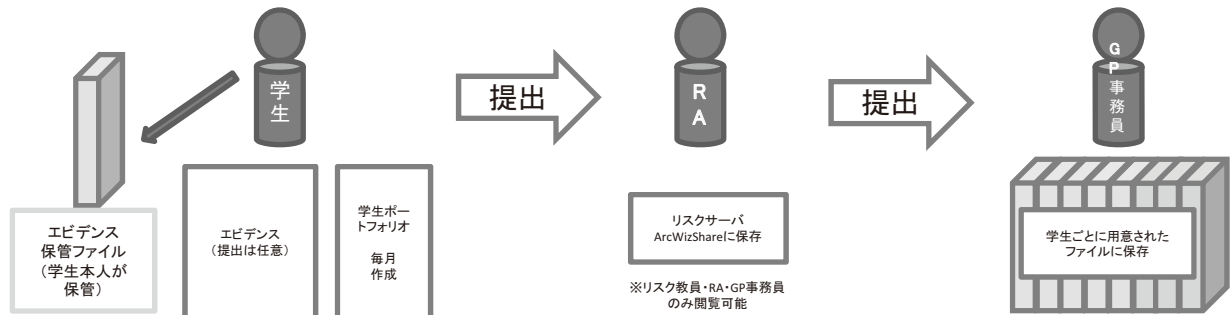 学生
提出
RA
提出
GP事務員
エビデンス
保管ファイル
(学生本人が
保管)
エビデンス
(提出は任意)
学生ポー
トフォリオ
毎月
作成
リスクサーバ
ArcWizShareに保存
※リスク教員・RA・GP事務員
のみ閲覧可能
学生ごとに用意された
ファイルに保存